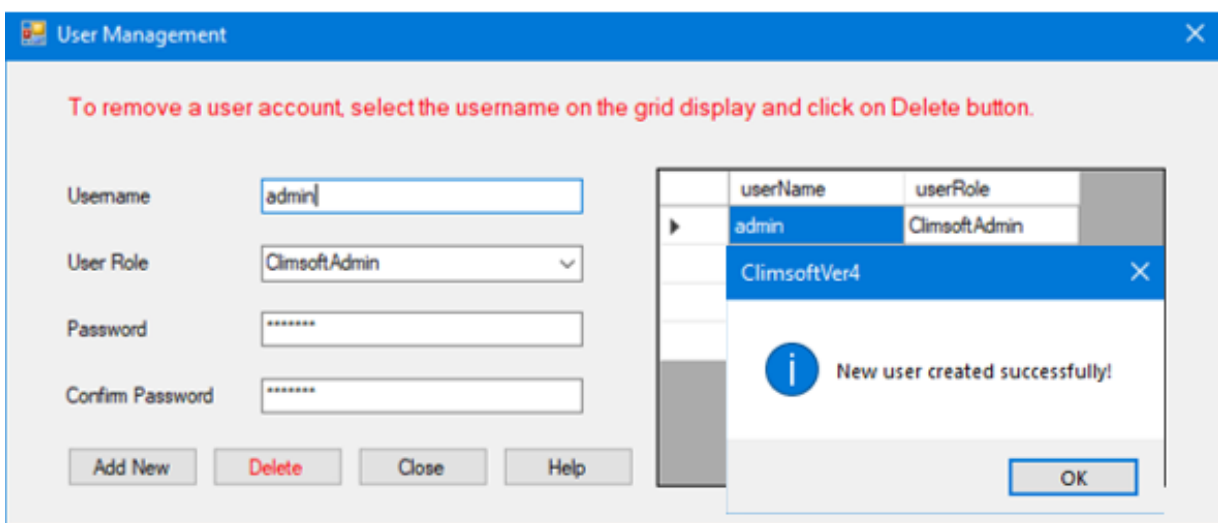 User Management
To remove a user account, select the username on the grid display and click on Delete button.
Username admin
User Role ClimsoftAdmin
Password *******
Confirm Password *******
Add New Delete Close Help
userName userRole
admin ClimsoftAdmin
ClimsoftVer4
New user created successfully!
OK